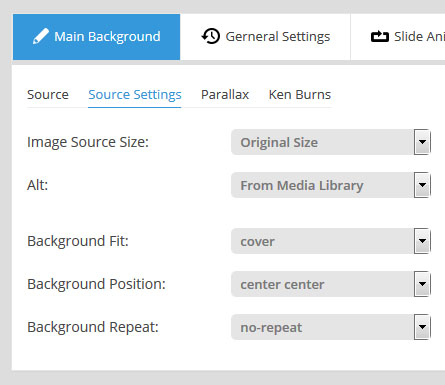 Main Background Gerneral Settings Slide Ani
Source Source Settings Parallax Ken Burns
Image Source Size: Original Size
Alt: From Media Library
Background Fit: cover
Background Position: center center
Background Repeat: no-repeat